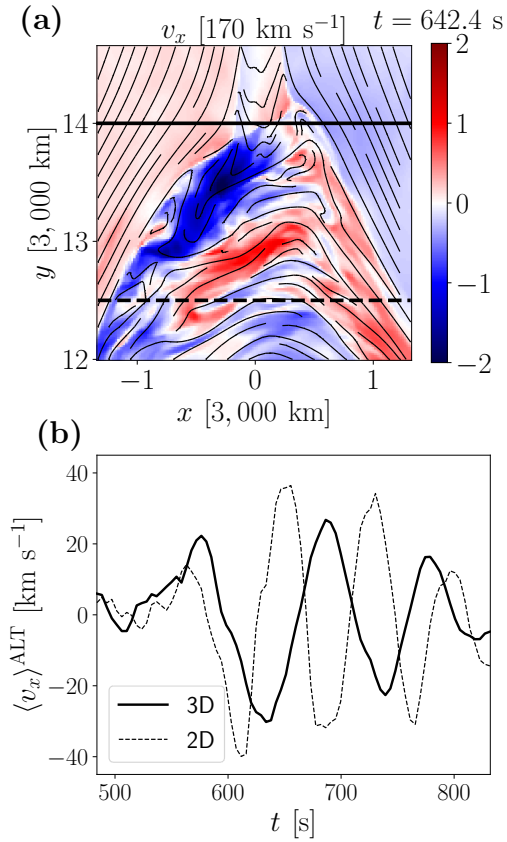 (a)
v_x [170 km s⁻¹] t = 642.4 s
14
13
12
y [3,000 km]
−1 0 1
x [3,000 km]
2
1
0
−1
−2
(b)
40
20
0
−20
−40
⟨v_x⟩^ALT [km s⁻¹]
3D
2D
500 600 700 800
t [s]